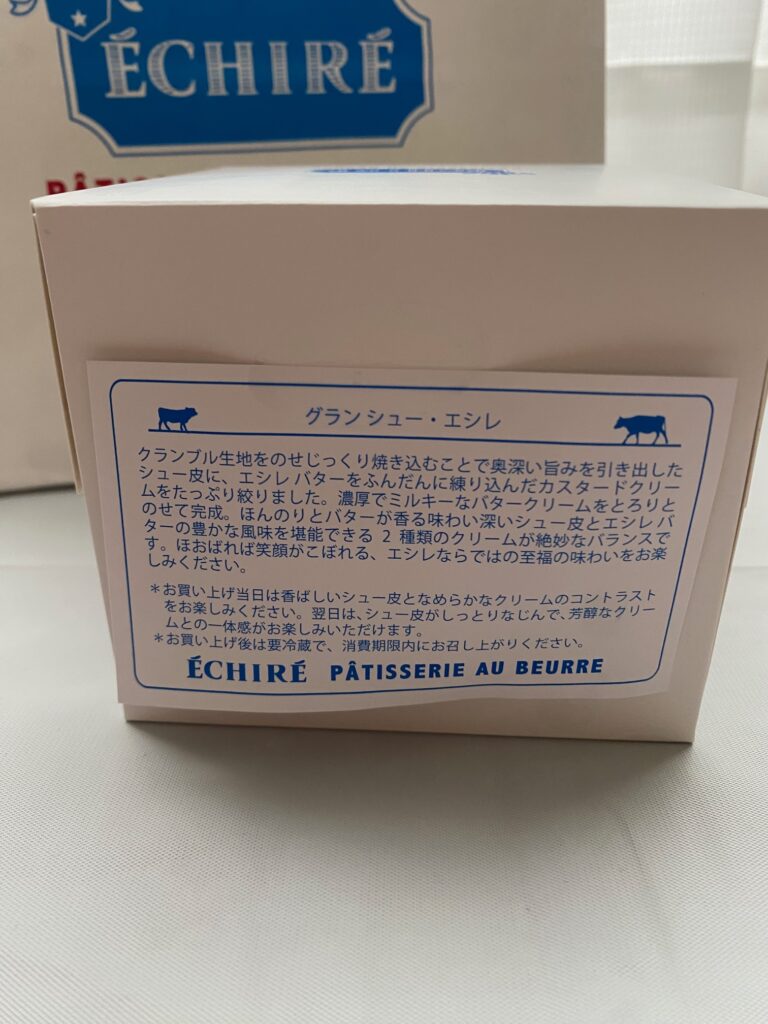 ÉCHIRÉ
グラン シュー・エシレ
クランブル生地をのせじっくり焼き込むことで奥深い旨みを引き出した
シュー皮に、エシレ バターをふんだんに練り込んだカスタードクリー
ムをたっぷり絞りました。濃厚でミルキーなバタークリームをとろりと
のせて完成。ほんのりとバターが香る味わい深いシュー皮とエシレ バ
ターの豊かな風味を堪能できる 2 種類のクリームが絶妙なバランスで
す。ほおばれば笑顔がこぼれる、エシレならではの至福の味わいをお楽
しみください。
＊お買い上げ当日は香ばしいシュー皮となめらかなクリームのコントラスト
をお楽しみください。翌日は、シュー皮がしっとりなじんで、芳醇なクリー
ムとの一体感がお楽しみいただけます。
＊お買い上げ後は要冷蔵で、消費期限内にお召し上がりください。
ÉCHIRÉ PÂTISSERIE AU BEURRE